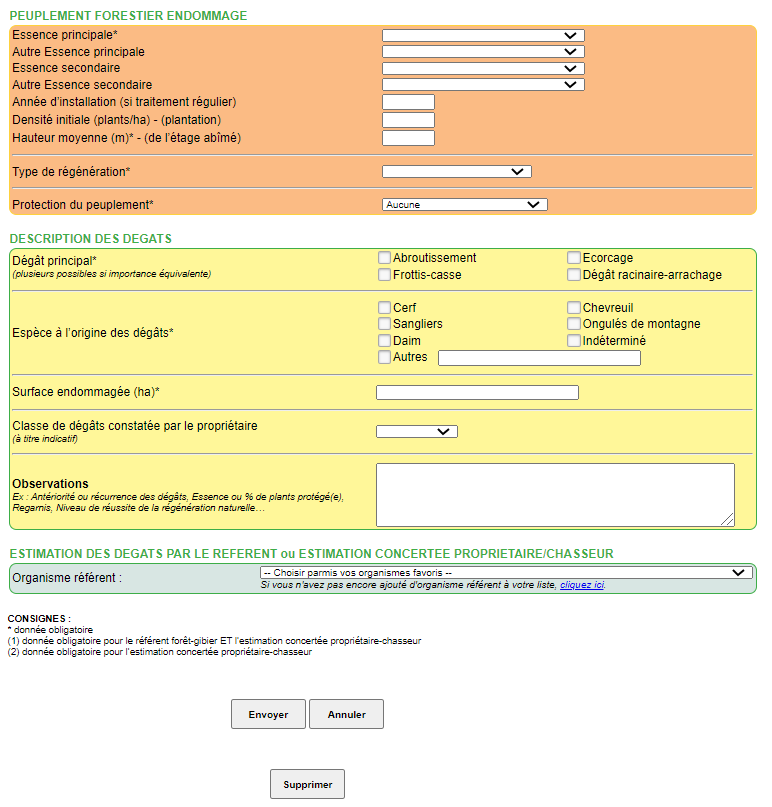 PEUPLEMENT FORESTIER ENDOMMAGE
Essence principale*
Autre Essence principale
Essence secondaire
Autre Essence secondaire
Année d'installation (si traitement régulier)
Densité initiale (plants/ha) - (plantation)
Hauteur moyenne (m)* - (de l'étage abîmé)
Type de régénération*
Protection du peuplement* Aucune
DESCRIPTION DES DEGATS
Dégât principal* Abroutissement Ecorcage
(plusieurs possibles si importance équivalente) Frottis-casse Dégât racinaire-arrachage
Cerf Chevreuil
Sangliers Ongulés de montagne
Espèce à l'origine des dégâts*
Daim Indéterminé
Autres
Surface endommagée (ha)*
Classe de dégâts constatée par le propriétaire
(à titre indicatif)
Observations
Ex : Antériorité ou récurrence des dégâts, Essence ou % de plants protégé(e),
Regarnis, Niveau de réussite de la régénération naturelle…
ESTIMATION DES DEGATS PAR LE REFERENT ou ESTIMATION CONCERTEE PROPRIETAIRE/CHASSEUR
Organisme référent : -- Choisir parmis vos organismes favoris --
Si vous n'avez pas encore ajouté d'organisme référent à votre liste, cliquez ici.
CONSIGNES :
* donnée obligatoire
(1) donnée obligatoire pour le référent forêt-gibier ET l'estimation concertée propriétaire-chasseur
(2) donnée obligatoire pour l'estimation concertée propriétaire-chasseur
Envoyer Annuler
Supprimer